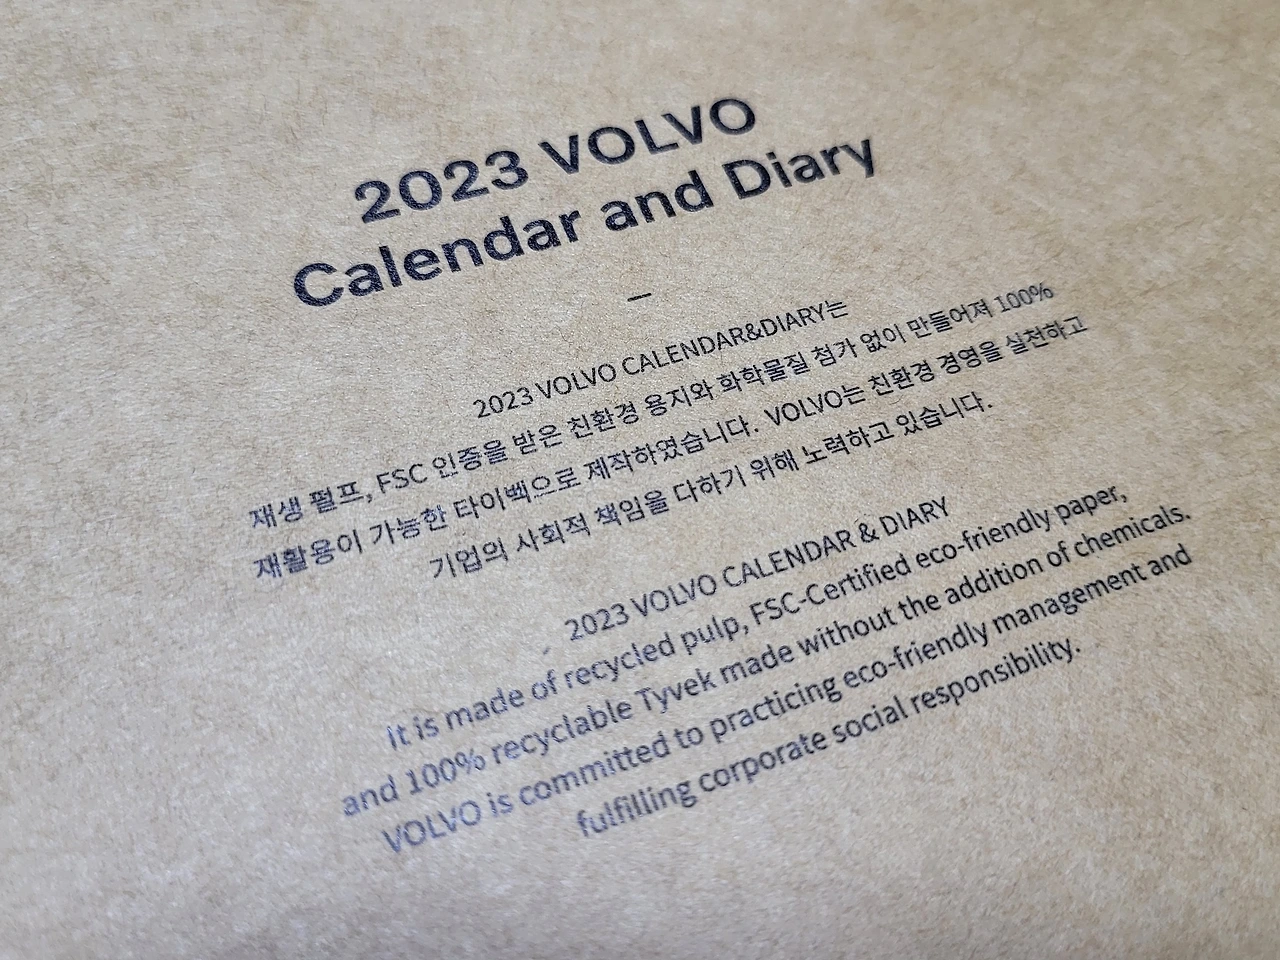 2023 VOLVO
Calendar and Diary
–
2023 VOLVO CALENDAR&DIARY는
재생 펄프, FSC 인증을 받은 친환경 용지와 화학물질 첨가 없이 만들어져 100%
재활용이 가능한 타이벡으로 제작하였습니다. VOLVO는 친환경 경영을 실천하고
기업의 사회적 책임을 다하기 위해 노력하고 있습니다.
2023 VOLVO CALENDAR & DIARY
It is made of recycled pulp, FSC-Certified eco-friendly paper,
and 100% recyclable Tyvek made without the addition of chemicals.
VOLVO is committed to practicing eco-friendly management and
fulfilling corporate social responsibility.